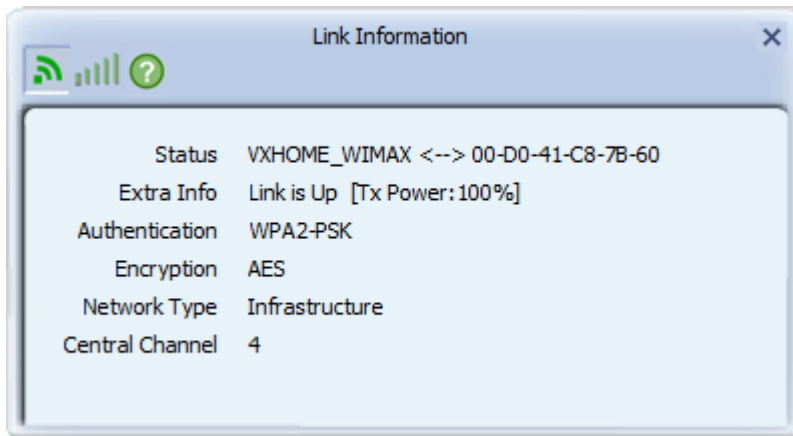 Link Information
Status VXHOME_WIMAX <--> 00-D0-41-C8-7B-60
Extra Info Link is Up [Tx Power:100%]
Authentication WPA2-PSK
Encryption AES
Network Type Infrastructure
Central Channel 4